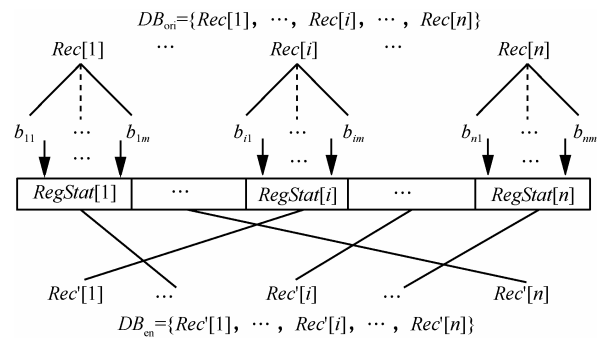 DB_ori={Rec[1], ⋯, Rec[i], ⋯, Rec[n]}
Rec[1] ⋯ Rec[i] ⋯ Rec[n]
b_11 ⋯ b_1m b_i1 ⋯ b_im b_n1 ⋯ b_nm
⋯ ⋯ ⋯
RegStat[1] ⋯ RegStat[i] ⋯ RegStat[n]
Rec'[1] ⋯ Rec'[i] ⋯ Rec'[n]
DB_en={Rec'[1], ⋯, Rec'[i], ⋯, Rec'[n]}